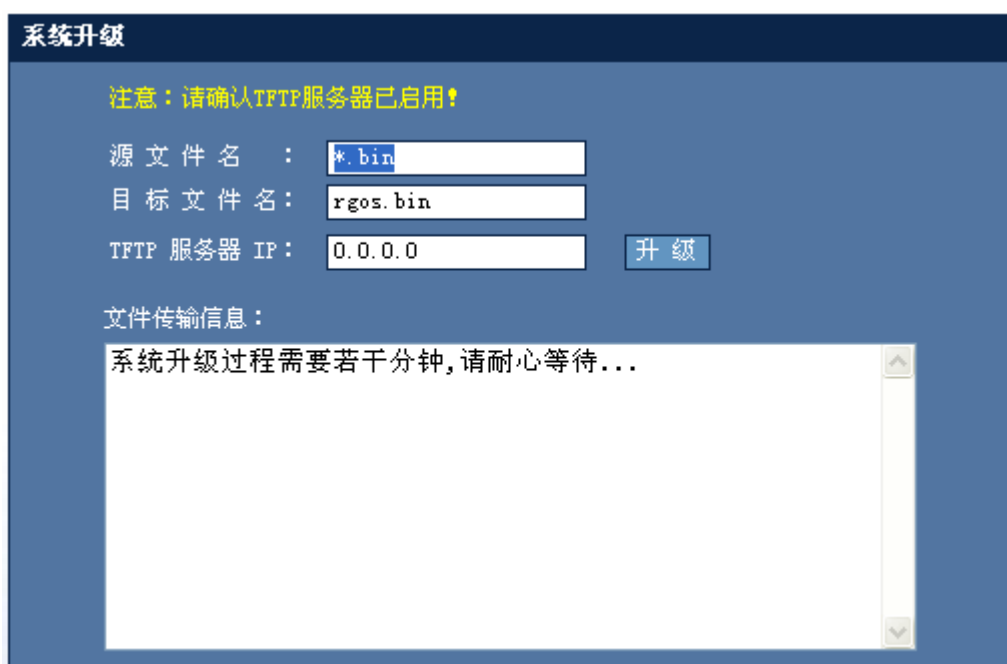 系统升级
注意：请确认TFTP服务器已启用！
源 文 件 名 ： *.bin
目 标 文 件 名： rgos.bin
TFTP 服务器 IP： 0.0.0.0 升 级
文件传输信息：
系统升级过程需要若干分钟,请耐心等待...